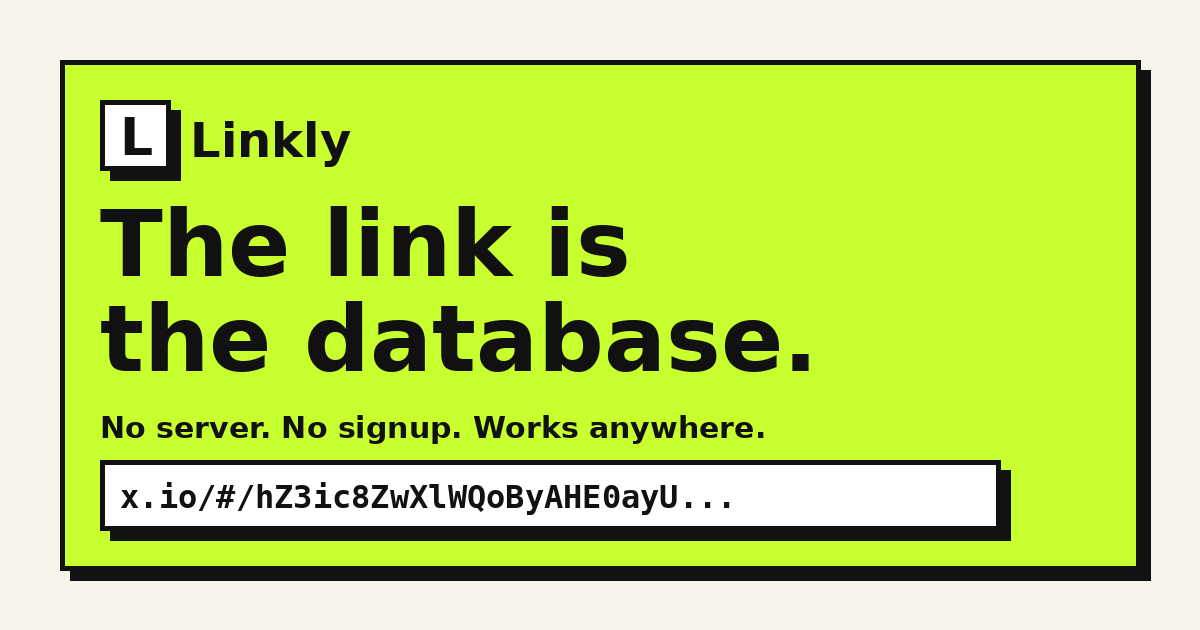 L Linkly
The link is
the database.
No server. No signup. Works anywhere.
x.io/#/hZ3ic8ZwXlWQoByAHE0ayU...